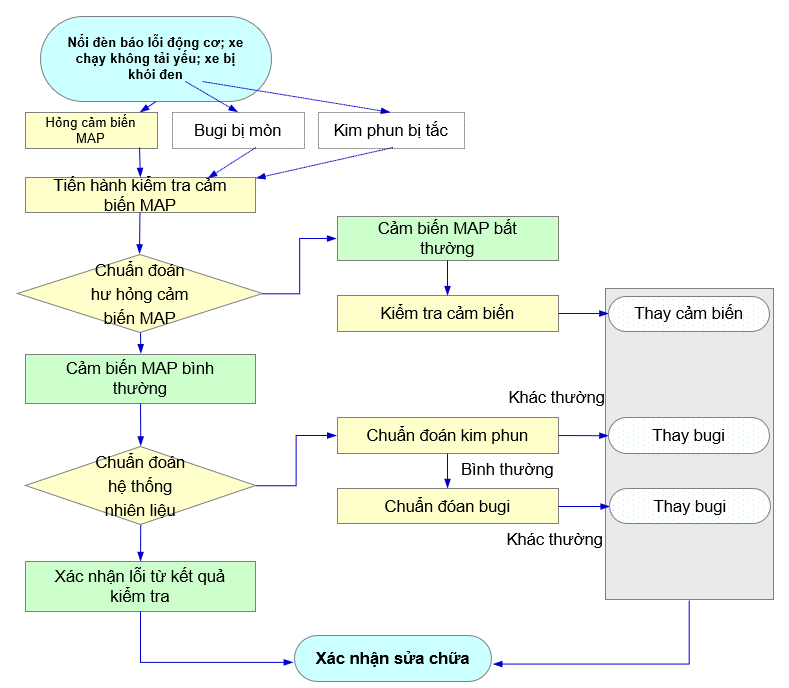 Nổi đèn báo lỗi động cơ; xe
chạy không tải yếu; xe bị
khói đen
Hỏng cảm biến
MAP
Bugi bị mòn
Kim phun bị tắc
Tiến hành kiểm tra cảm
biến MAP
Cảm biến MAP bất
thường
Chuẩn đoán
hư hỏng cảm
biến MAP
Kiểm tra cảm biến
Thay cảm biến
Cảm biến MAP bình
thường
Khác thường
Chuẩn đoán kim phun
Thay bugi
Bình thường
Chuẩn đoán
hệ thống
nhiên liệu
Chuẩn đóan bugi
Thay bugi
Khác thường
Xác nhận lỗi từ kết quả
kiểm tra
Xác nhận sửa chữa